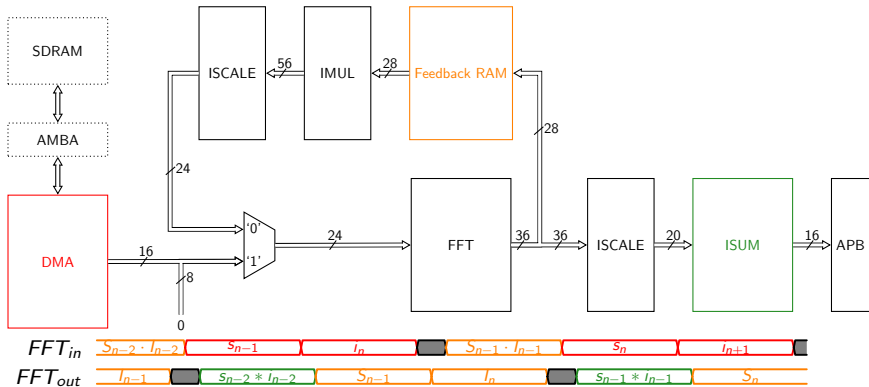 SDRAM
AMBA
DMA
ISCALE
56
IMUL
28
Feedback RAM
24
28
16
8
0
'0'
'1'
24
FFT
36
36
ISCALE
20
ISUM
16
APB
FFT_in S_{n−2} · I_{n−2} s_{n−1} i_n S_{n−1} · I_{n−1} s_n i_{n+1}
FFT_out I_{n−1} s_{n−2} * i_{n−2} S_{n−1} I_n s_{n−1} * i_{n−1} S_n